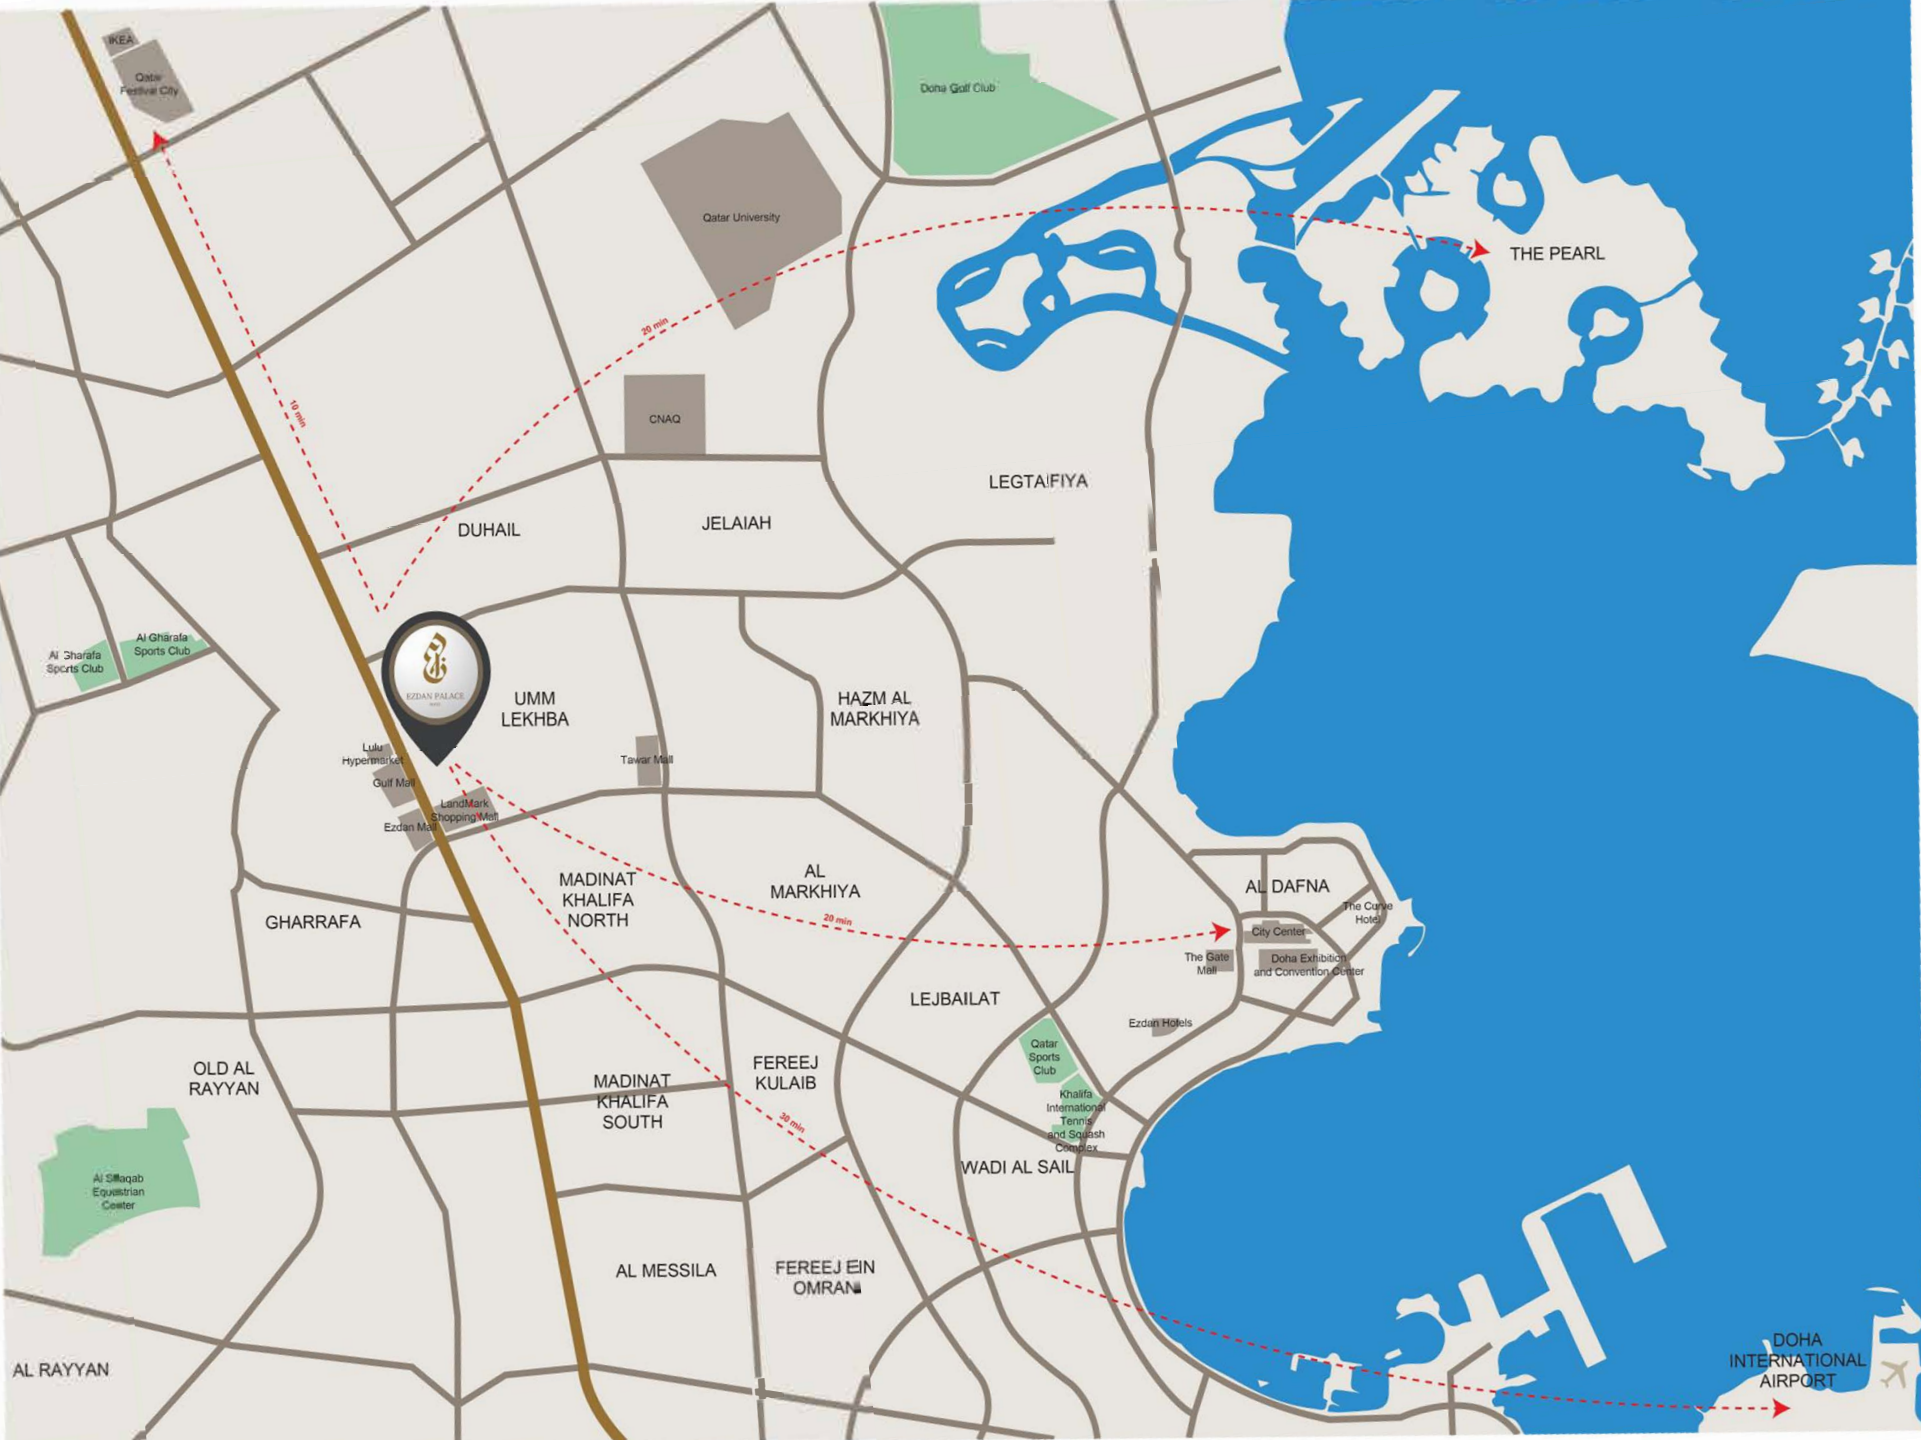 IKEA
Qatar
Festival City
Doha Golf Club
Qatar University
THE PEARL
20 min
10 min
CNAQ
LEGTAIFIYA
DUHAIL
JELAIAH
Al Gharafa
Sports Club
Al Gharafa
Sports Club
EZDAN PALACE
UMM
LEKHBA
HAZM AL
MARKHIYA
Lulu
Hypermarket
Gulf Mall
Tawar Mall
LandMark
Shopping Mall
Ezdan Mall
MADINAT
KHALIFA
NORTH
AL
MARKHIYA
20 min
AL DAFNA
The Curve
Hotel
City Center
The Gate
Mall
Doha Exhibition
and Convention Center
GHARRAFA
LEJBAILAT
Ezdan Hotels
Qatar
Sports
Club
Khalifa
International
Tennis
and Squash
Complex
OLD AL
RAYYAN
FEREEJ
KULAIB
MADINAT
KHALIFA
SOUTH
30 min
WADI AL SAIL
Al Shaqab
Equestrian
Center
AL MESSILA
FEREEJ EIN
OMRAN
AL RAYYAN
DOHA
INTERNATIONAL
AIRPORT